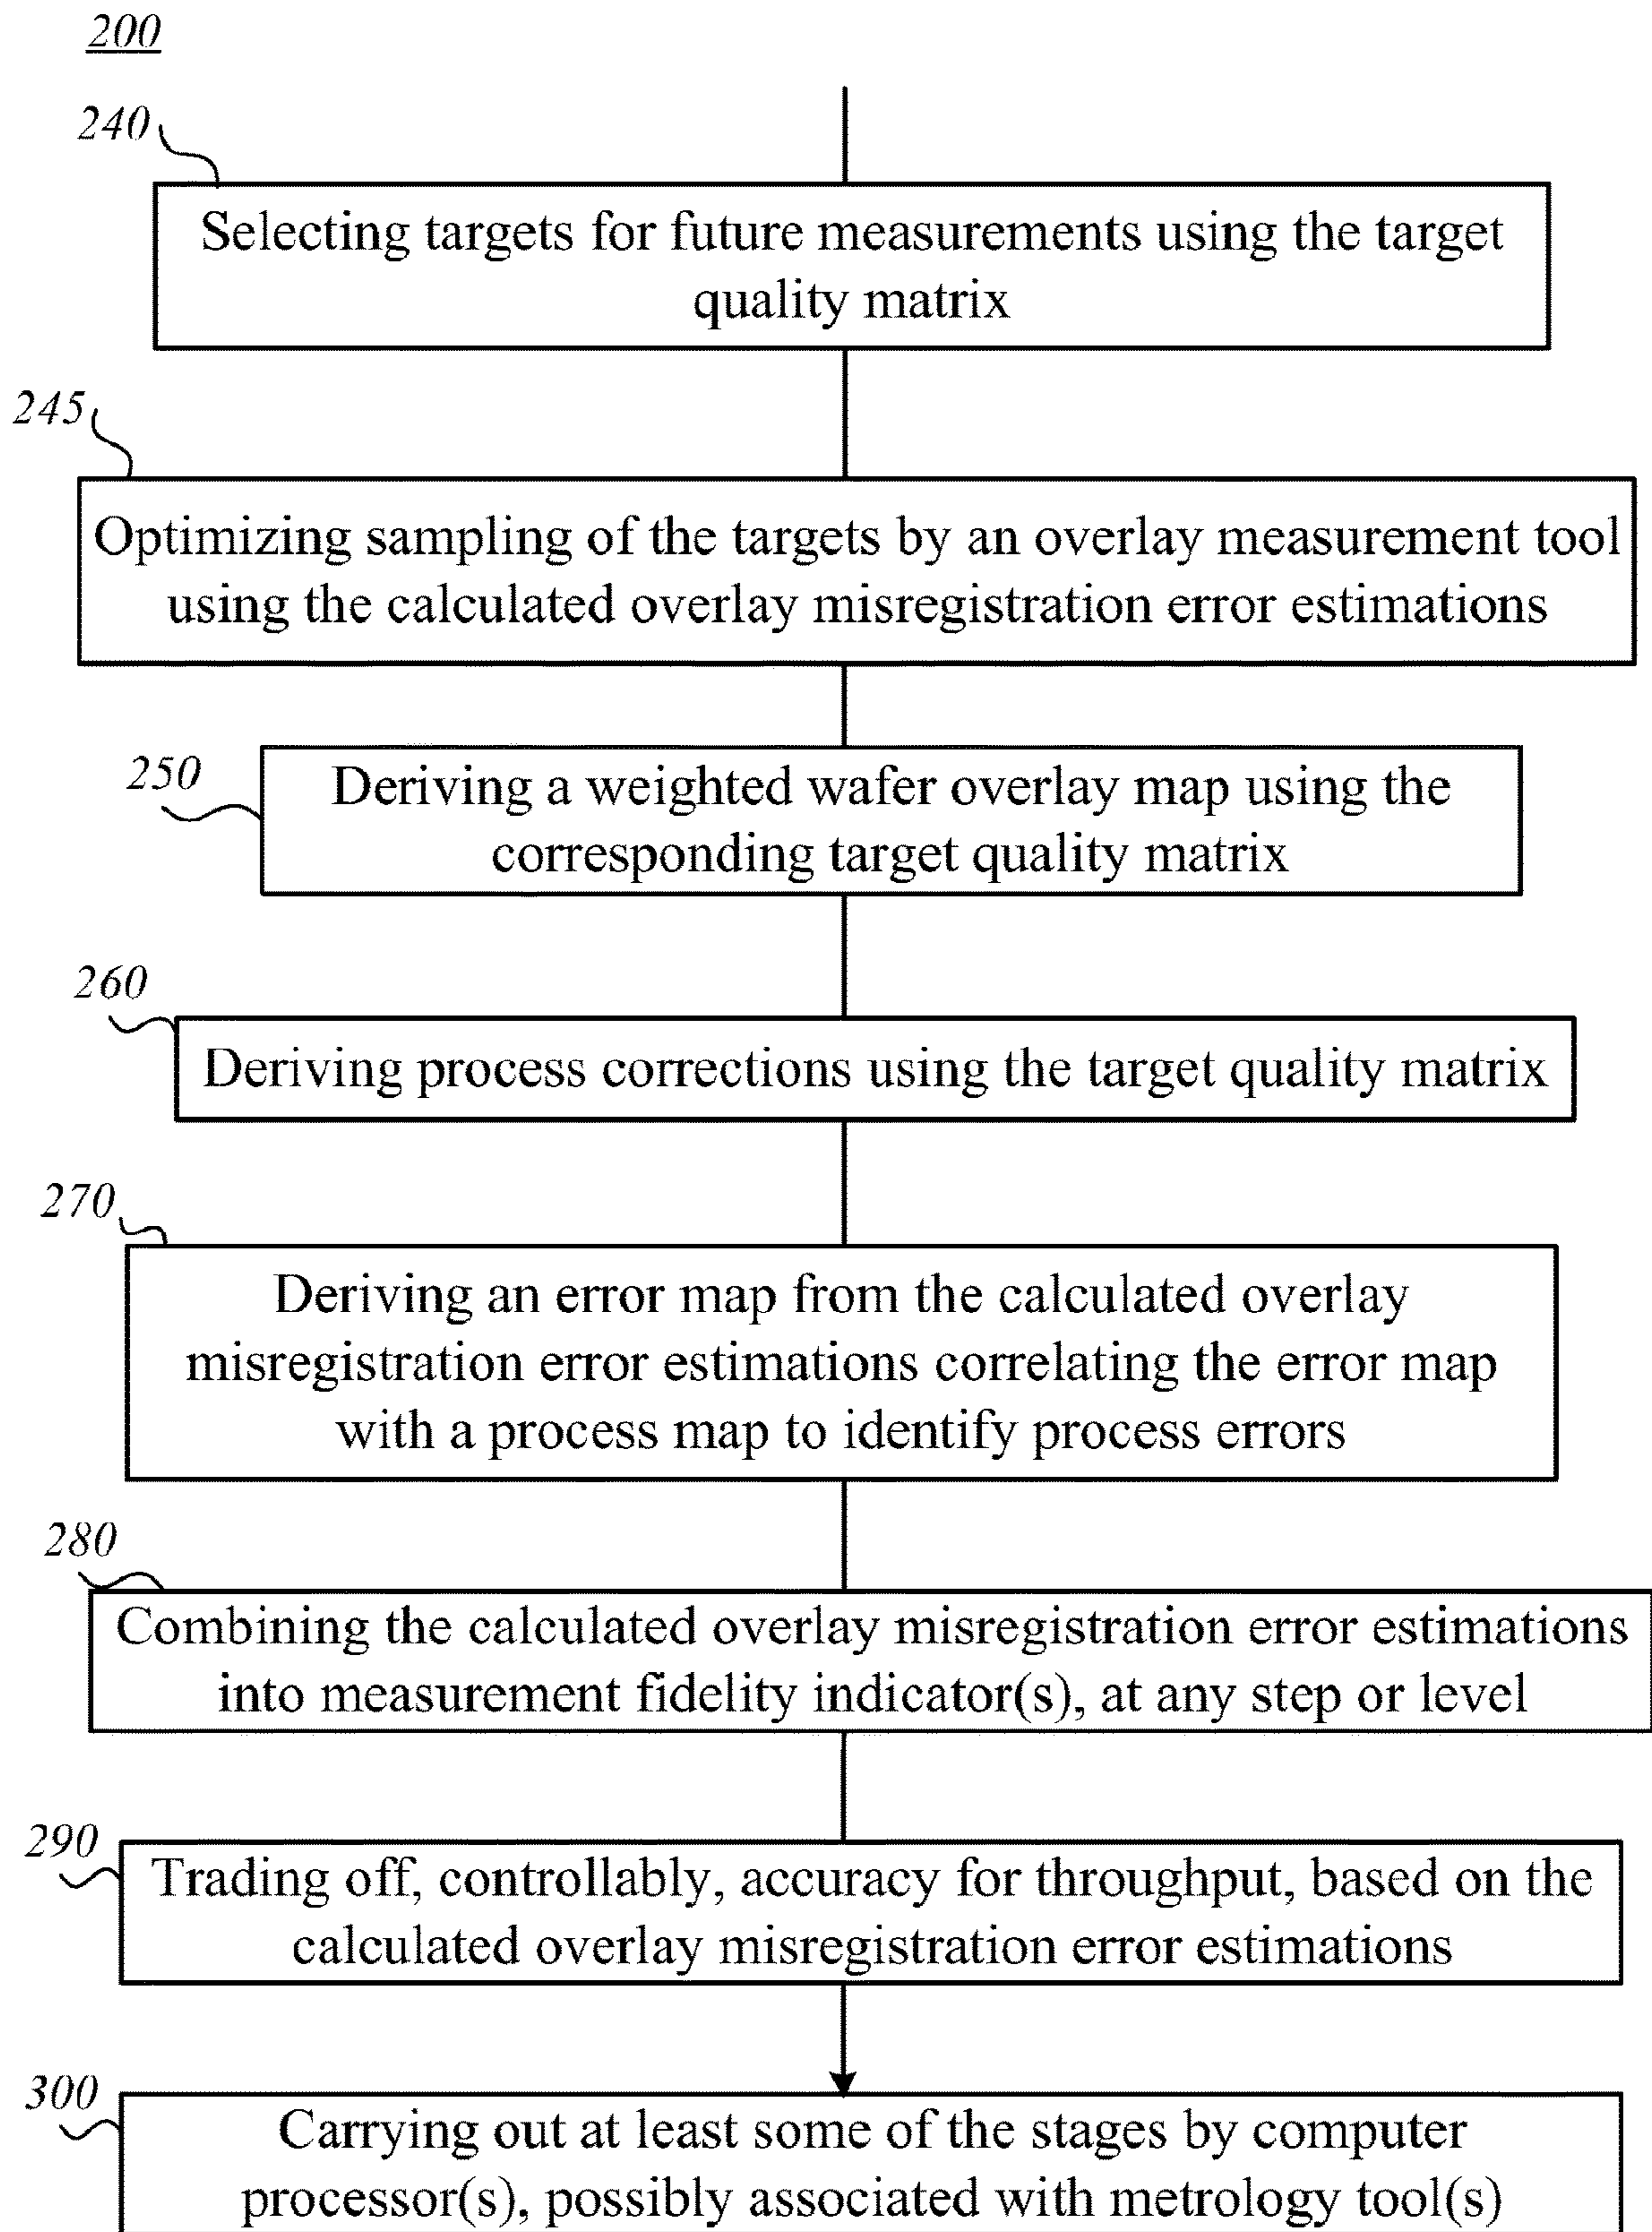 200
240
Selecting targets for future measurements using the target
quality matrix
245
Optimizing sampling of the targets by an overlay measurement tool
using the calculated overlay misregistration error estimations
250
Deriving a weighted wafer overlay map using the
corresponding target quality matrix
260
Deriving process corrections using the target quality matrix
270
Deriving an error map from the calculated overlay
misregistration error estimations correlating the error map
with a process map to identify process errors
280
Combining the calculated overlay misregistration error estimations
into measurement fidelity indicator(s), at any step or level
290
Trading off, controllably, accuracy for throughput, based on the
calculated overlay misregistration error estimations
300
Carrying out at least some of the stages by computer
processor(s), possibly associated with metrology tool(s)